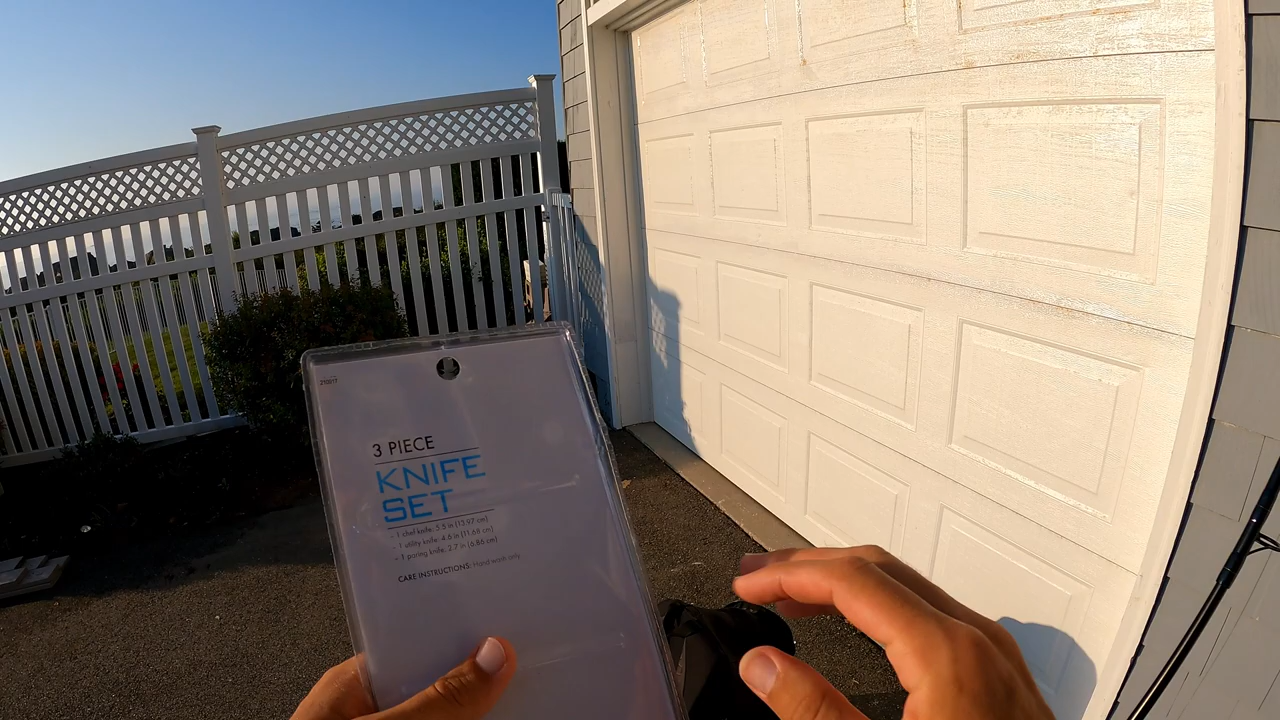 210017
3 PIECE
KNIFE
SET
- 1 chef knife: 5.5 in (13.97 cm)
- 1 utility knife: 4.6 in (11.68 cm)
- 1 paring knife: 2.7 in (6.86 cm)
CARE INSTRUCTIONS: Hand wash only